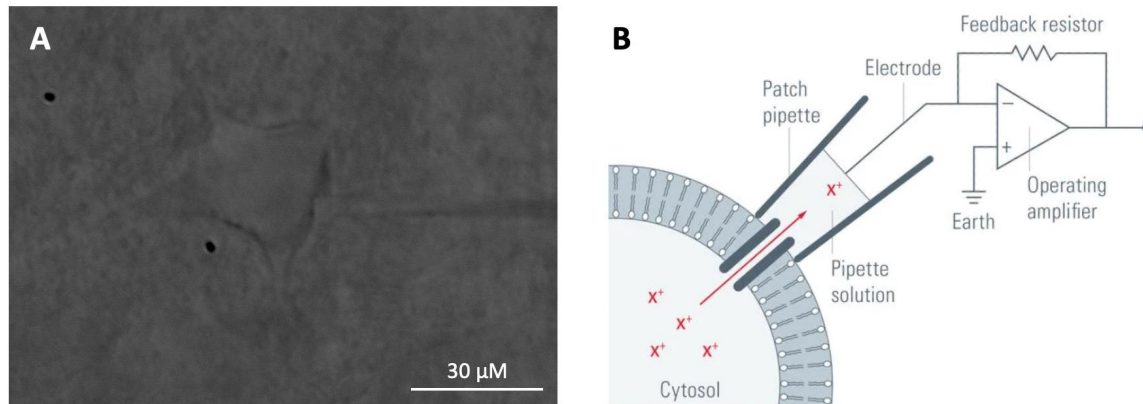 A
30 μM
B
Feedback resistor
Electrode
Patch
pipette
X⁺
−
+
Operating
amplifier
Earth
Pipette
solution
X⁺
X⁺
X⁺
X⁺
Cytosol